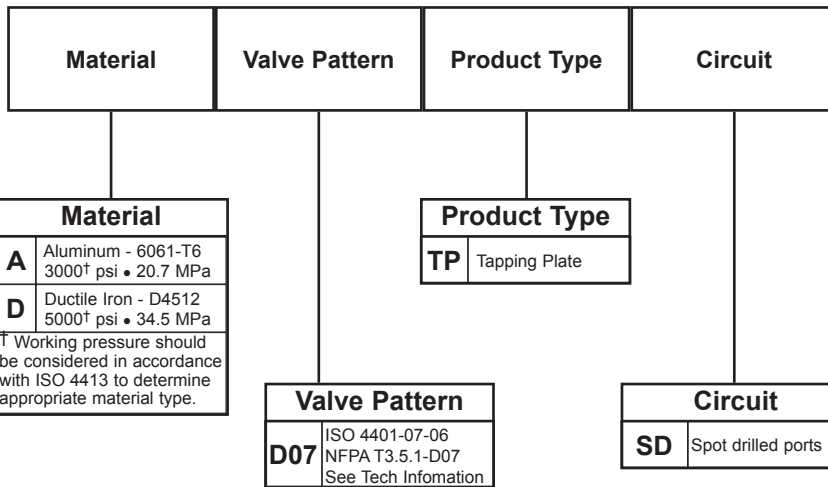 Material
Valve Pattern
Product Type
Circuit
Material
A
Aluminum - 6061-T6
3000† psi • 20.7 MPa
D
Ductile Iron - D4512
5000† psi • 34.5 MPa
† Working pressure should
be considered in accordance
with ISO 4413 to determine
appropriate material type.
Product Type
TP
Tapping Plate
Valve Pattern
D07
ISO 4401-07-06
NFPA T3.5.1-D07
See Tech Infomation
Circuit
SD
Spot drilled ports